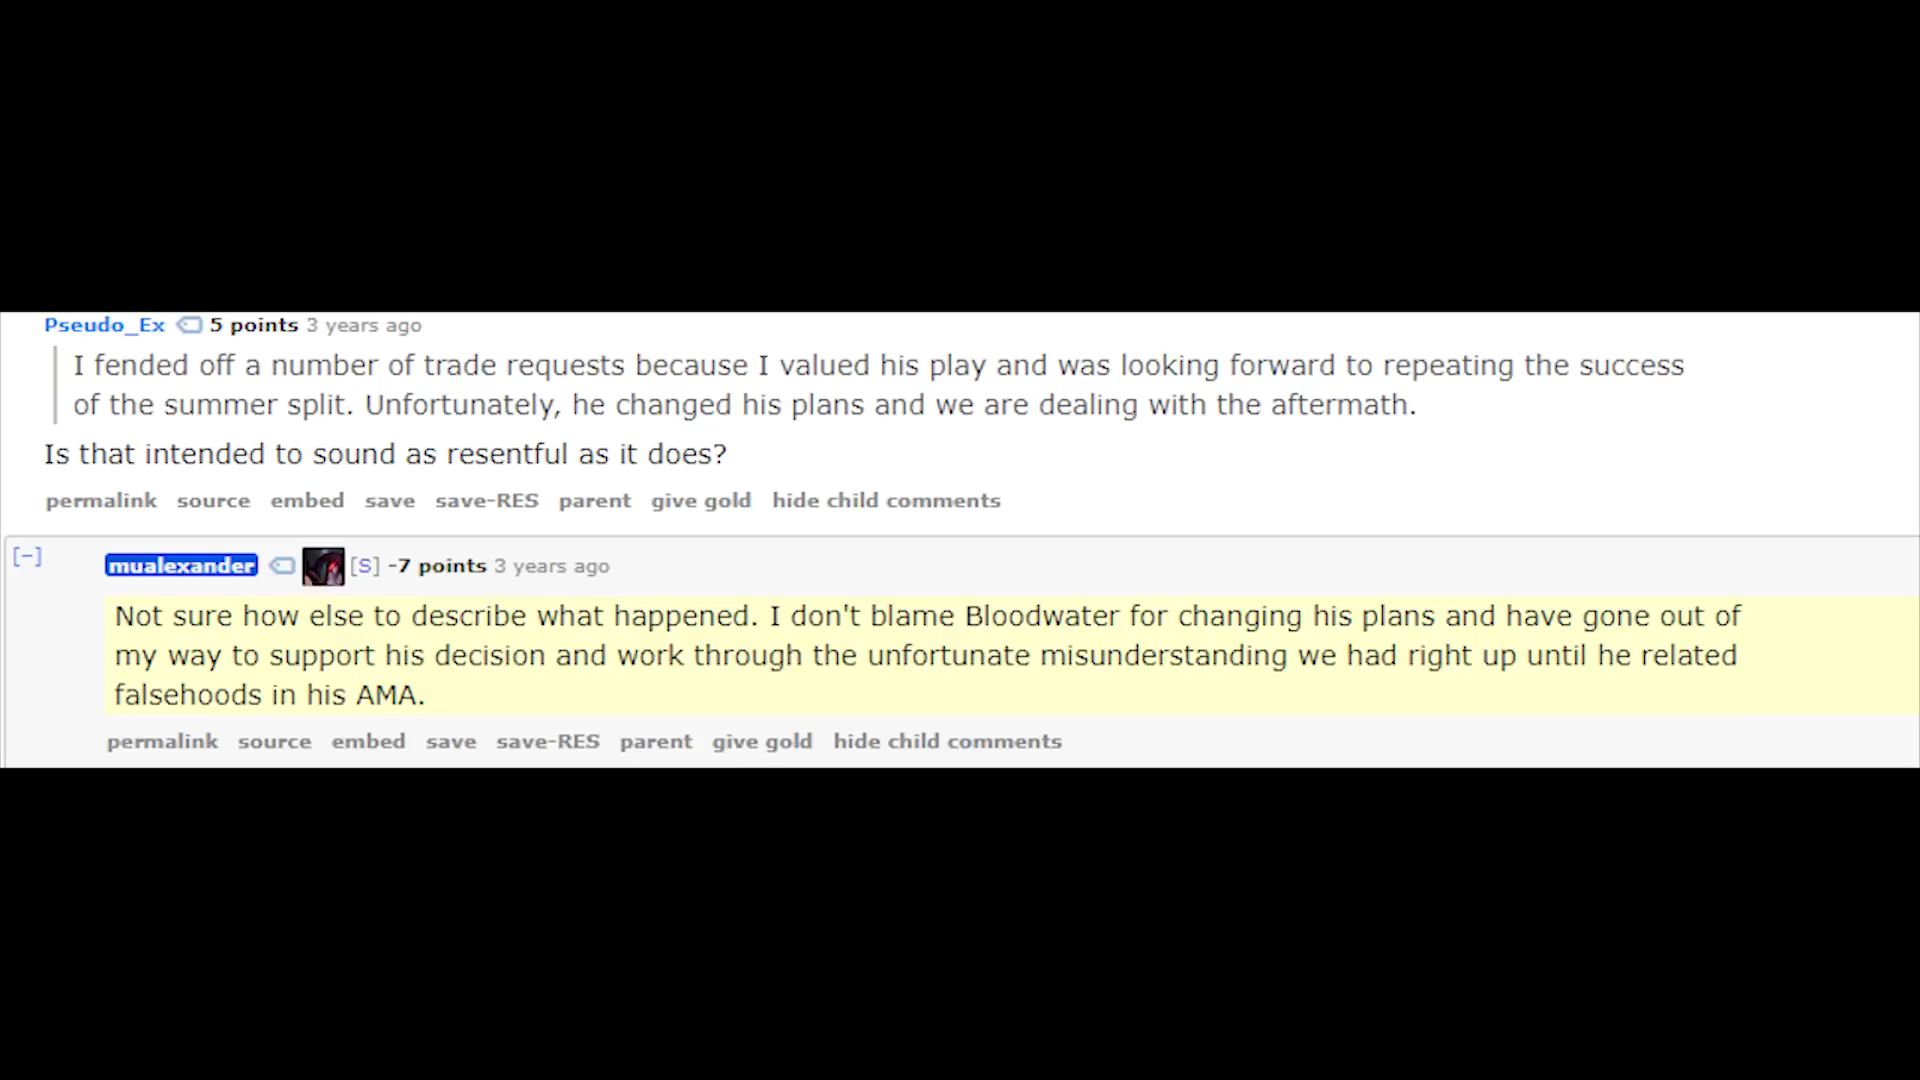 Pseudo_Ex 5 points 3 years ago
I fended off a number of trade requests because I valued his play and was looking forward to repeating the success
of the summer split. Unfortunately, he changed his plans and we are dealing with the aftermath.
Is that intended to sound as resentful as it does?
permalink source embed save save-RES parent give gold hide child comments
[-] mualexander [S] -7 points 3 years ago
Not sure how else to describe what happened. I don't blame Bloodwater for changing his plans and have gone out of
my way to support his decision and work through the unfortunate misunderstanding we had right up until he related
falsehoods in his AMA.
permalink source embed save save-RES parent give gold hide child comments